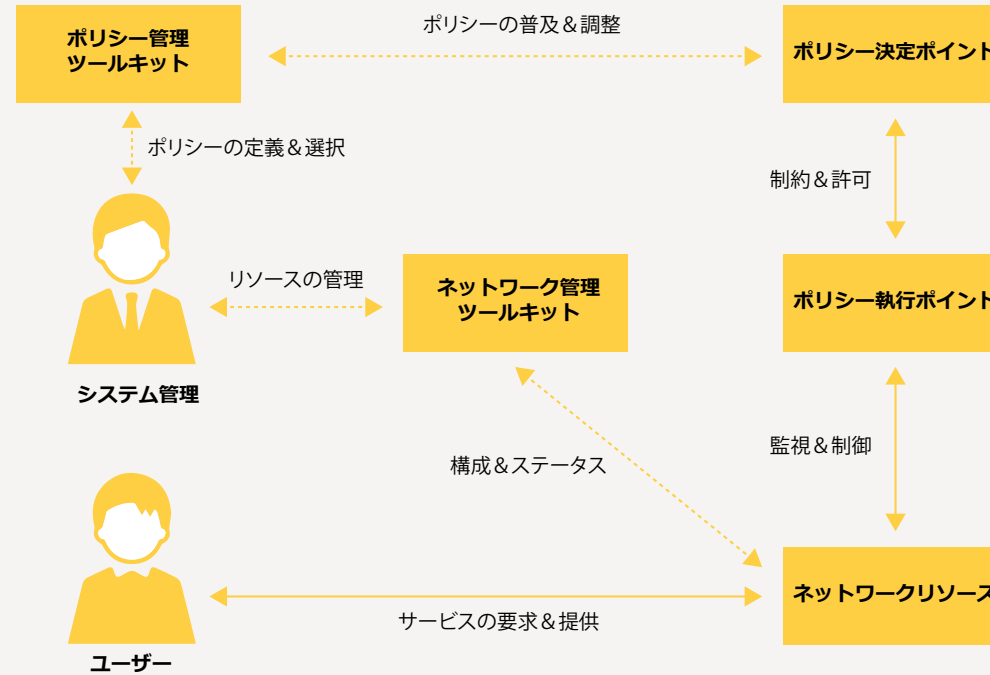 ポリシー管理
ツールキット
ポリシーの普及＆調整
ポリシー決定ポイント
ポリシーの定義＆選択
制約＆許可
リソースの管理
ネットワーク管理
ツールキット
ポリシー執行ポイント
システム管理
構成＆ステータス
監視＆制御
ネットワークリソース
サービスの要求＆提供
ユーザー